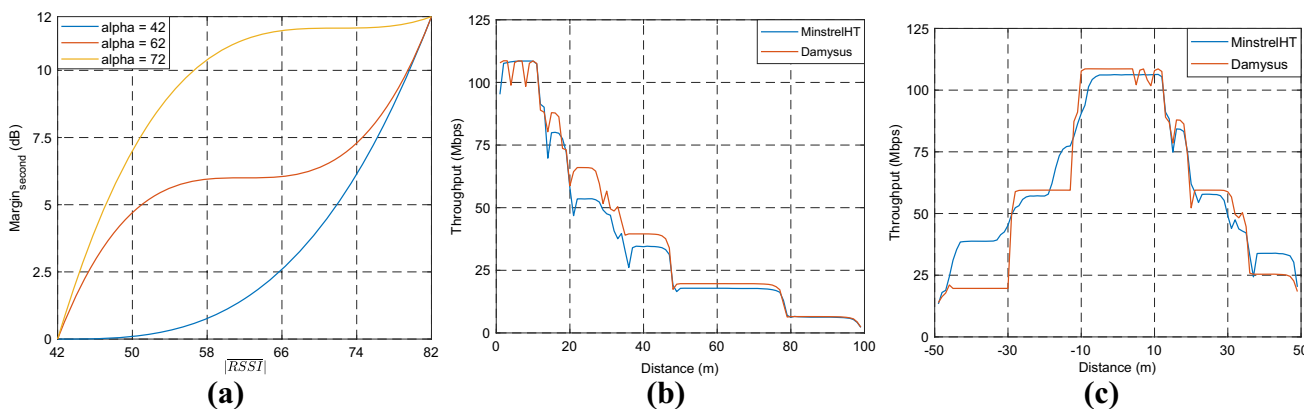 12
10
7.5
5
2.5
0
Margin_second (dB)
alpha = 42
alpha = 62
alpha = 72
42 50 58 66 74 82
|RSSI|
(a)
125
100
75
50
25
0
Throughput (Mbps)
MinstrelHT
Damysus
0 20 40 60 80 100
Distance (m)
(b)
125
100
75
50
25
0
Throughput (Mbps)
MinstrelHT
Damysus
-50 -30 -10 10 30 50
Distance (m)
(c)